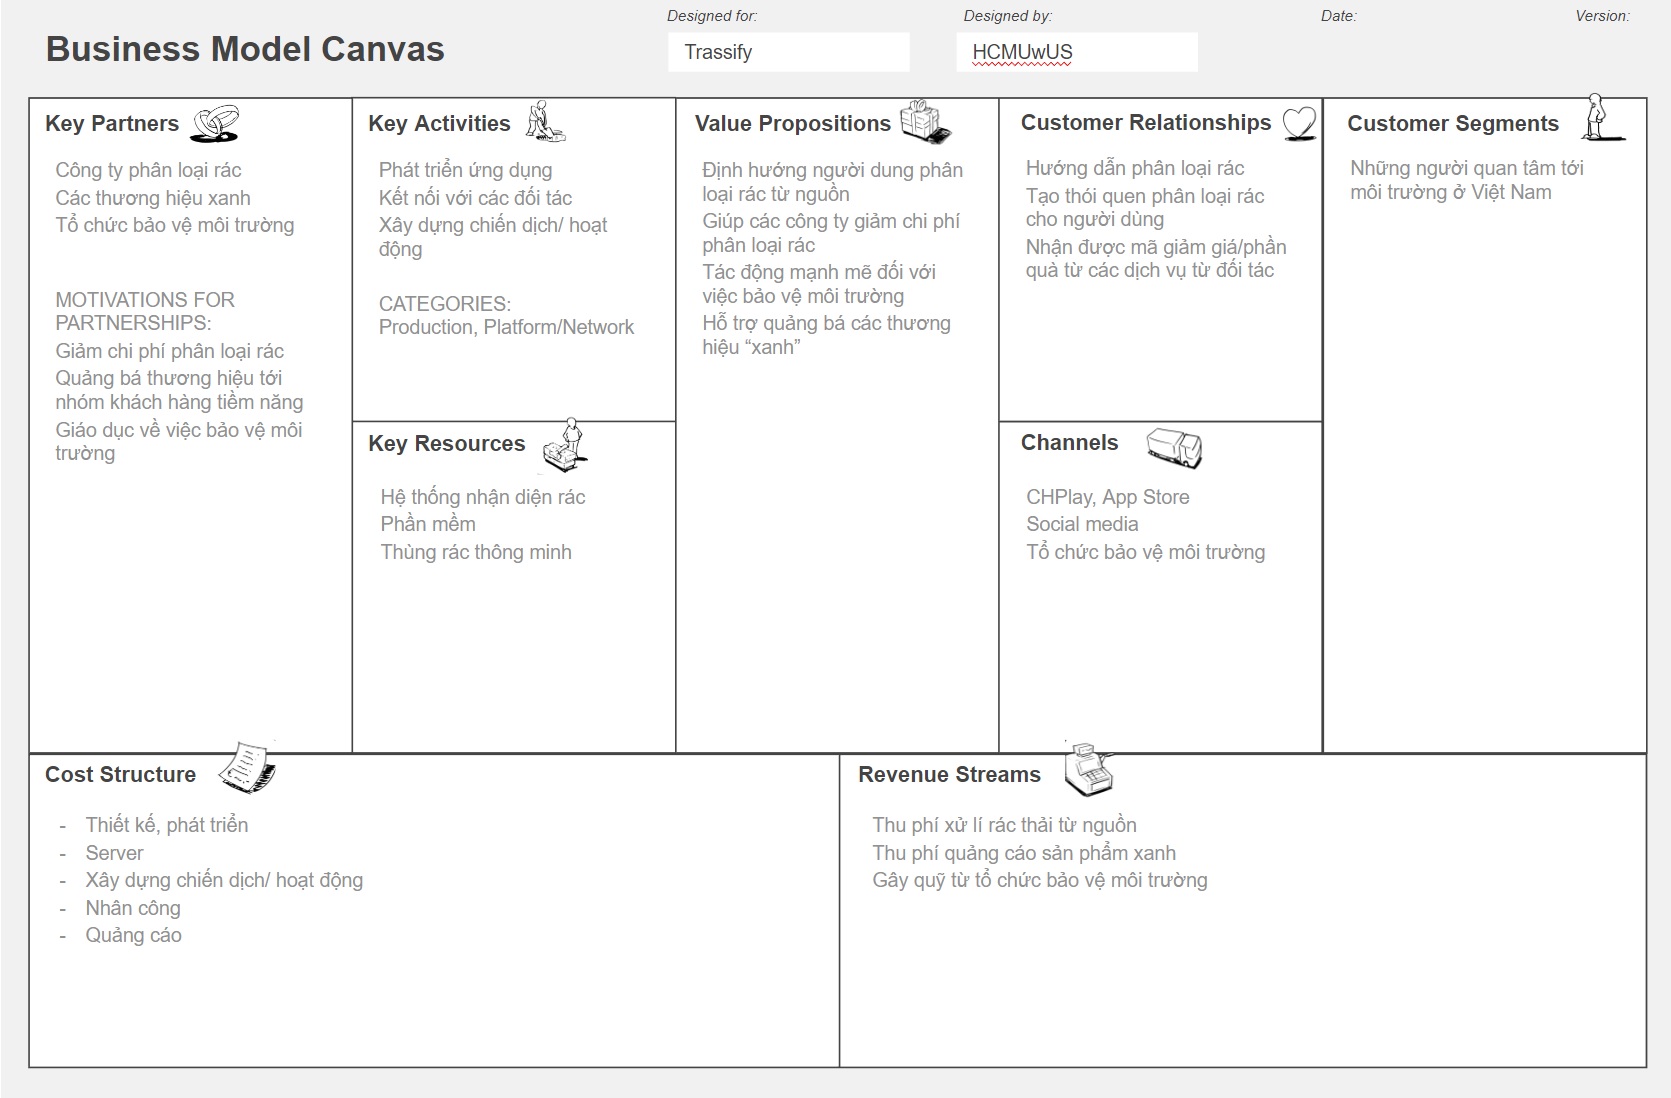 Designed for:
Designed by:
Date:
Version:
Business Model Canvas
Trassify
HCMUwUS
Key Partners
Công ty phân loại rác
Các thương hiệu xanh
Tổ chức bảo vệ môi trường
MOTIVATIONS FOR
PARTNERSHIPS:
Giảm chi phí phân loại rác
Quảng bá thương hiệu tới
nhóm khách hàng tiềm năng
Giáo dục về việc bảo vệ môi
trường
Key Activities
Phát triển ứng dụng
Kết nối với các đối tác
Xây dựng chiến dịch/ hoạt
động
CATEGORIES:
Production, Platform/Network
Key Resources
Hệ thống nhận diện rác
Phần mềm
Thùng rác thông minh
Value Propositions
Định hướng người dung phân
loại rác từ nguồn
Giúp các công ty giảm chi phí
phân loại rác
Tác động mạnh mẽ đối với
việc bảo vệ môi trường
Hỗ trợ quảng bá các thương
hiệu “xanh”
Customer Relationships
Hướng dẫn phân loại rác
Tạo thói quen phân loại rác
cho người dùng
Nhận được mã giảm giá/phần
quà từ các dịch vụ từ đối tác
Channels
CHPlay, App Store
Social media
Tổ chức bảo vệ môi trường
Customer Segments
Những người quan tâm tới
môi trường ở Việt Nam
Cost Structure
- Thiết kế, phát triển
- Server
- Xây dựng chiến dịch/ hoạt động
- Nhân công
- Quảng cáo
Revenue Streams
Thu phí xử lí rác thải từ nguồn
Thu phí quảng cáo sản phẩm xanh
Gây quỹ từ tổ chức bảo vệ môi trường